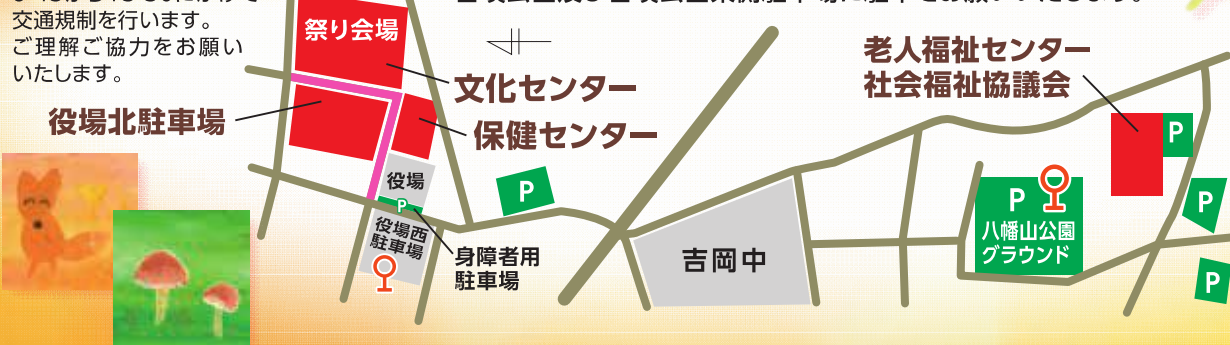 交通規制を行います。
ご理解ご協力をお願い
いたします。
祭り会場
文化センター
役場北駐車場
保健センター
役場
P
役場西
駐車場
身障者用
駐車場
P
吉岡中
老人福祉センター
社会福祉協議会
P
P
八幡山公園
グラウンド
P
P